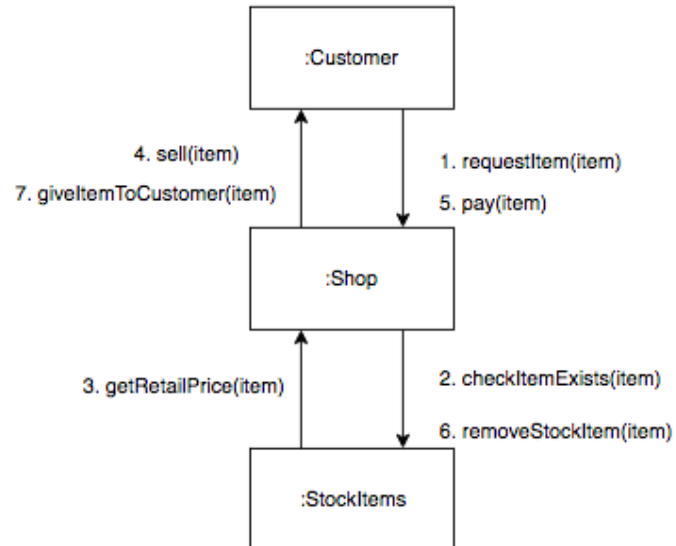 :Customer
4. sell(item)
1. requestItem(item)
7. giveItemToCustomer(item)
5. pay(item)
:Shop
3. getRetailPrice(item)
2. checkItemExists(item)
6. removeStockItem(item)
:StockItems